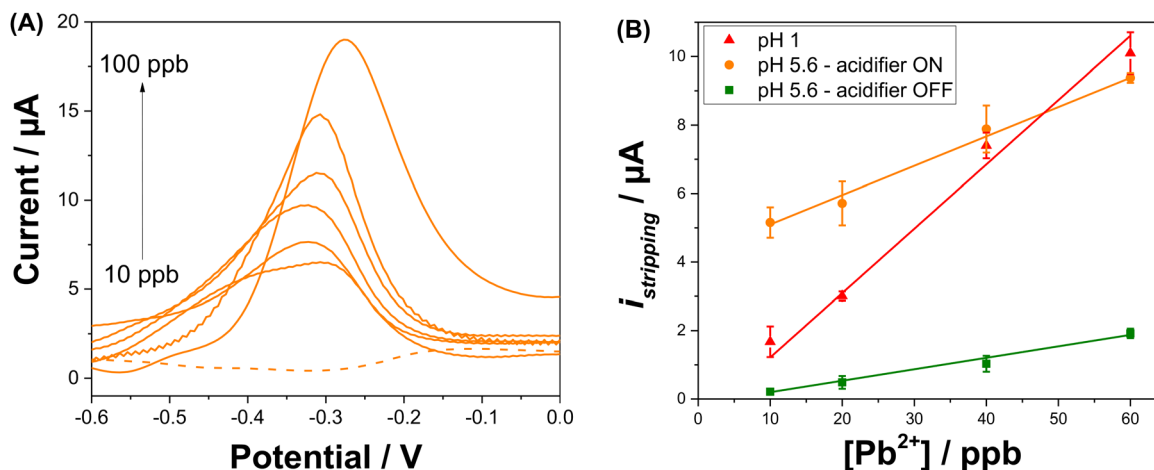 (A)
20
15
10
5
0
Current / µA
100 ppb
10 ppb
-0.6
-0.5
-0.4
-0.3
-0.2
-0.1
0.0
Potential / V
(B)
pH 1
pH 5.6 - acidifier ON
pH 5.6 - acidifier OFF
10
8
6
4
2
0
i stripping / µA
0
10
20
30
40
50
60
[Pb2+] / ppb